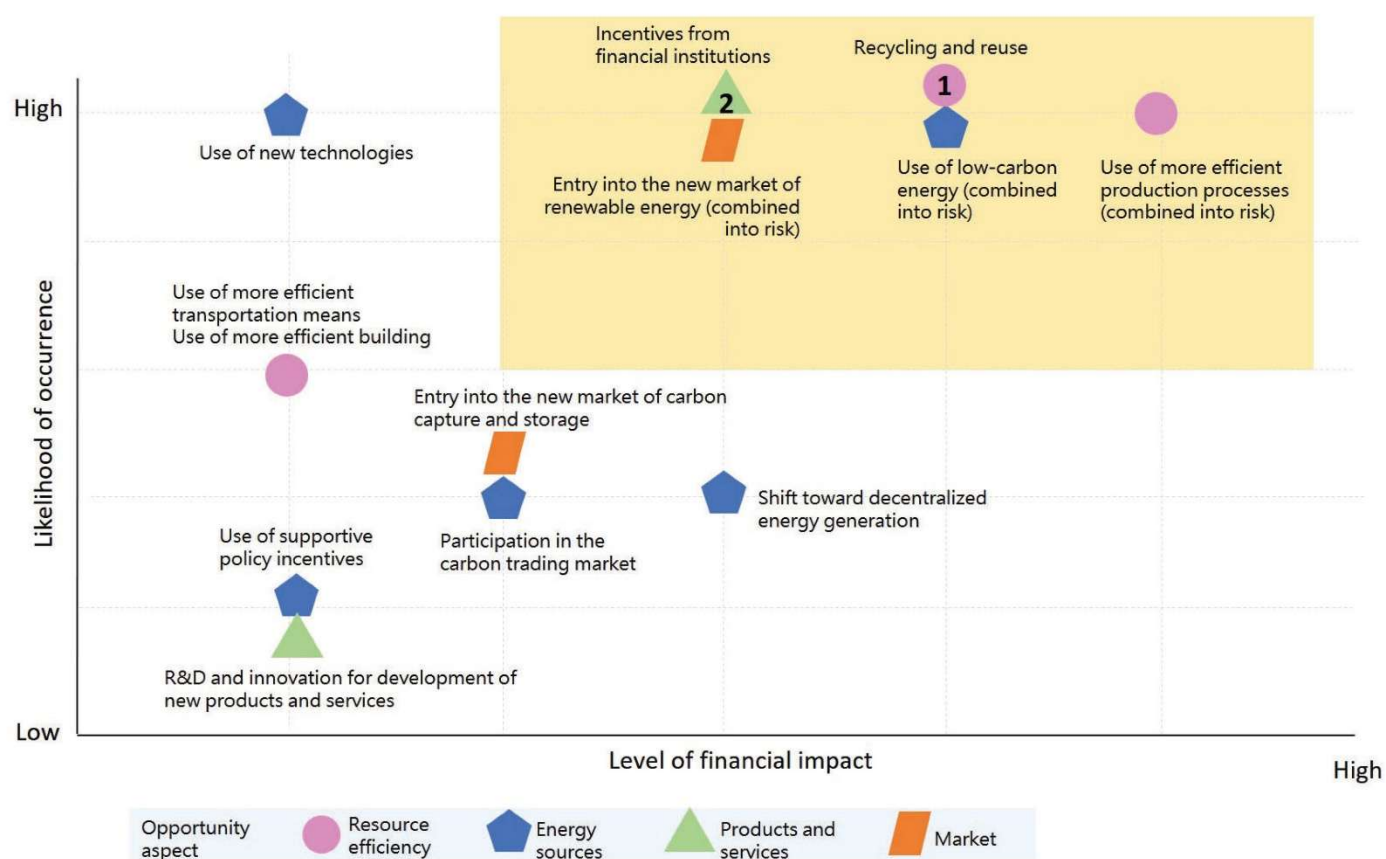 Incentives from
financial institutions
Recycling and reuse
High
2
1
Use of new technologies
Entry into the new market of
renewable energy (combined
into risk)
Use of low-carbon
energy (combined
into risk)
Use of more efficient
production processes
(combined into risk)
Likelihood of occurrence
Use of more efficient
transportation means
Use of more efficient building
Entry into the new market of carbon
capture and storage
Shift toward decentralized
energy generation
Participation in the
carbon trading market
Use of supportive
policy incentives
R&D and innovation for development of
new products and services
Low
Level of financial impact
High
Opportunity
aspect
Resource
efficiency
Energy
sources
Products and
services
Market